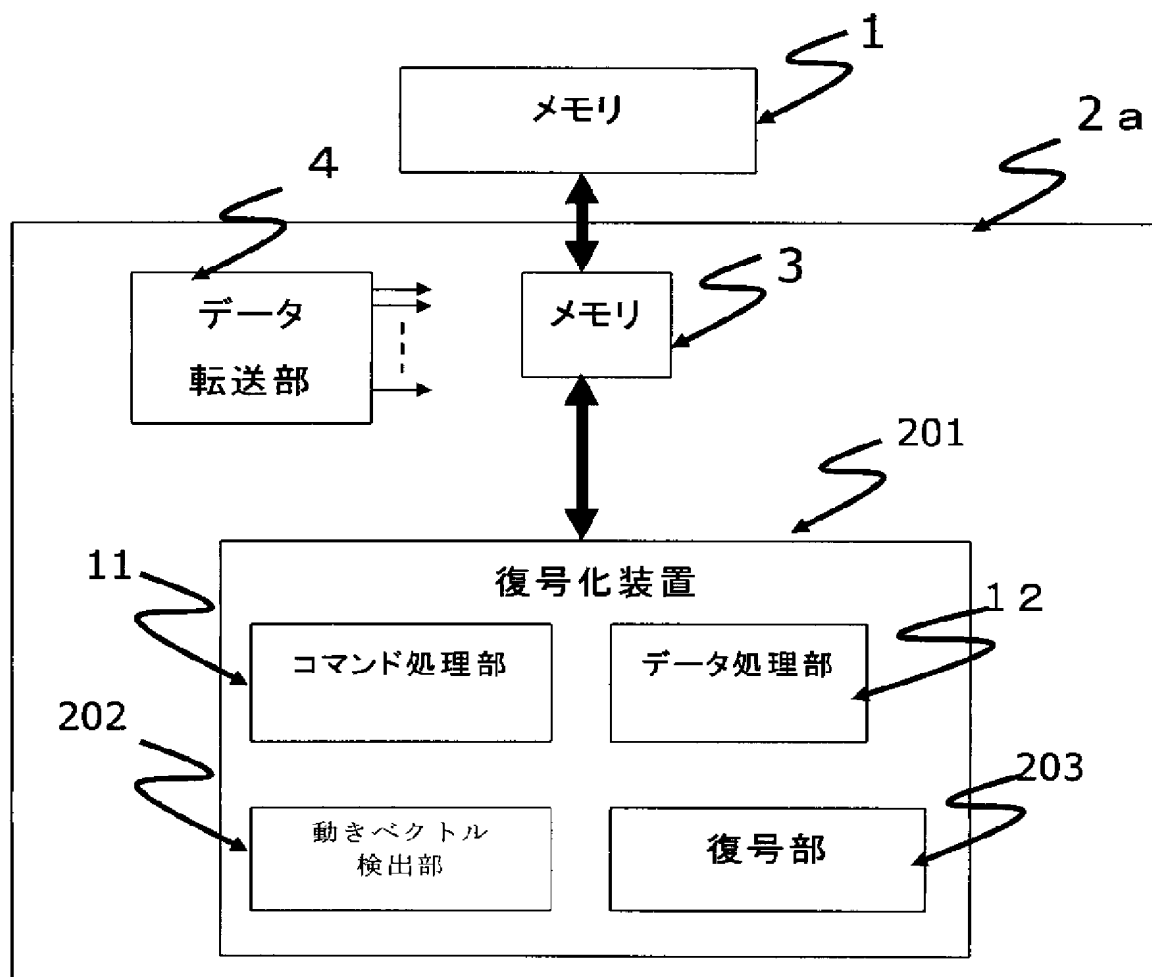 1
メモリ
2a
4
3
データ
転送部
メモリ
201
復号化装置
11
12
コマンド処理部
データ処理部
202
203
動きベクトル
検出部
復号部